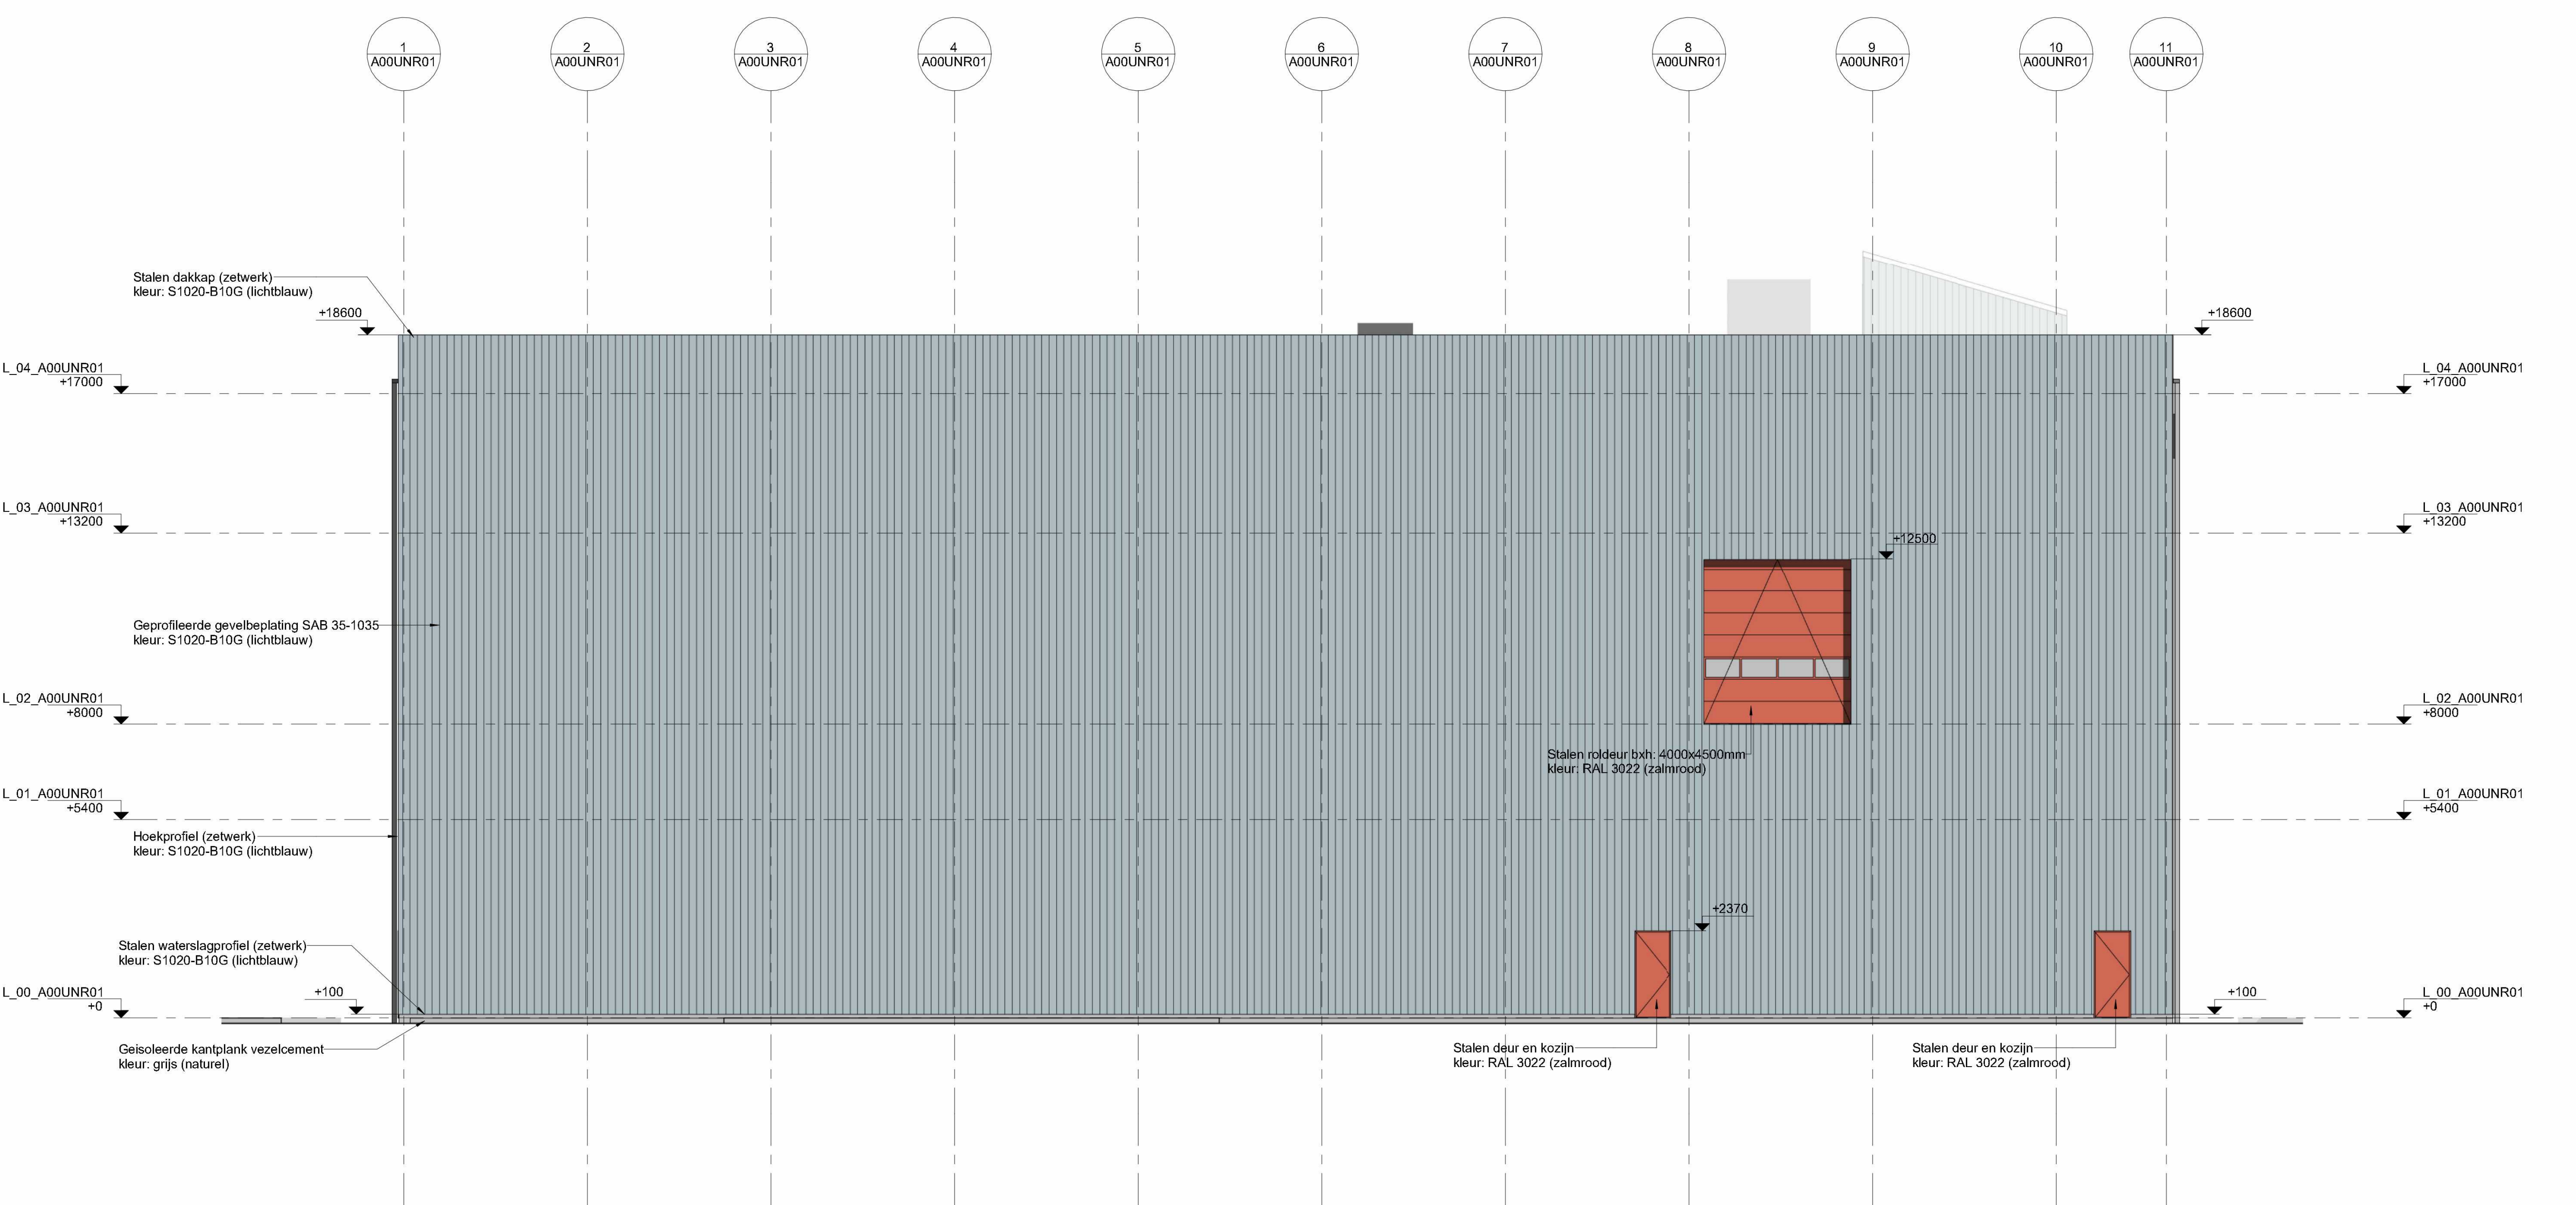 1
A00UNR01
2
A00UNR01
3
A00UNR01
4
A00UNR01
5
A00UNR01
6
A00UNR01
7
A00UNR01
8
A00UNR01
9
A00UNR01
10
A00UNR01
11
A00UNR01
Stalen dakkap (zetwerk)
kleur: S1020-B10G (lichtblauw)
+18600
+18600
L_04_A00UNR01
+17000
L_04_A00UNR01
+17000
L_03_A00UNR01
+13200
L_03_A00UNR01
+13200
+12500
Geprofileerde gevelbeplating SAB 35-1035
kleur: S1020-B10G (lichtblauw)
L_02_A00UNR01
+8000
L_02_A00UNR01
+8000
Stalen roldeur bxh: 4000x4500mm
kleur: RAL 3022 (zalmrood)
L_01_A00UNR01
+5400
L_01_A00UNR01
+5400
Hoekprofiel (zetwerk)
kleur: S1020-B10G (lichtblauw)
+2370
Stalen waterslagprofiel (zetwerk)
kleur: S1020-B10G (lichtblauw)
L_00_A00UNR01
+0
+100
+100
L_00_A00UNR01
+0
Geisoleerde kantplank vezelcement
kleur: grijs (naturel)
Stalen deur en kozijn
kleur: RAL 3022 (zalmrood)
Stalen deur en kozijn
kleur: RAL 3022 (zalmrood)